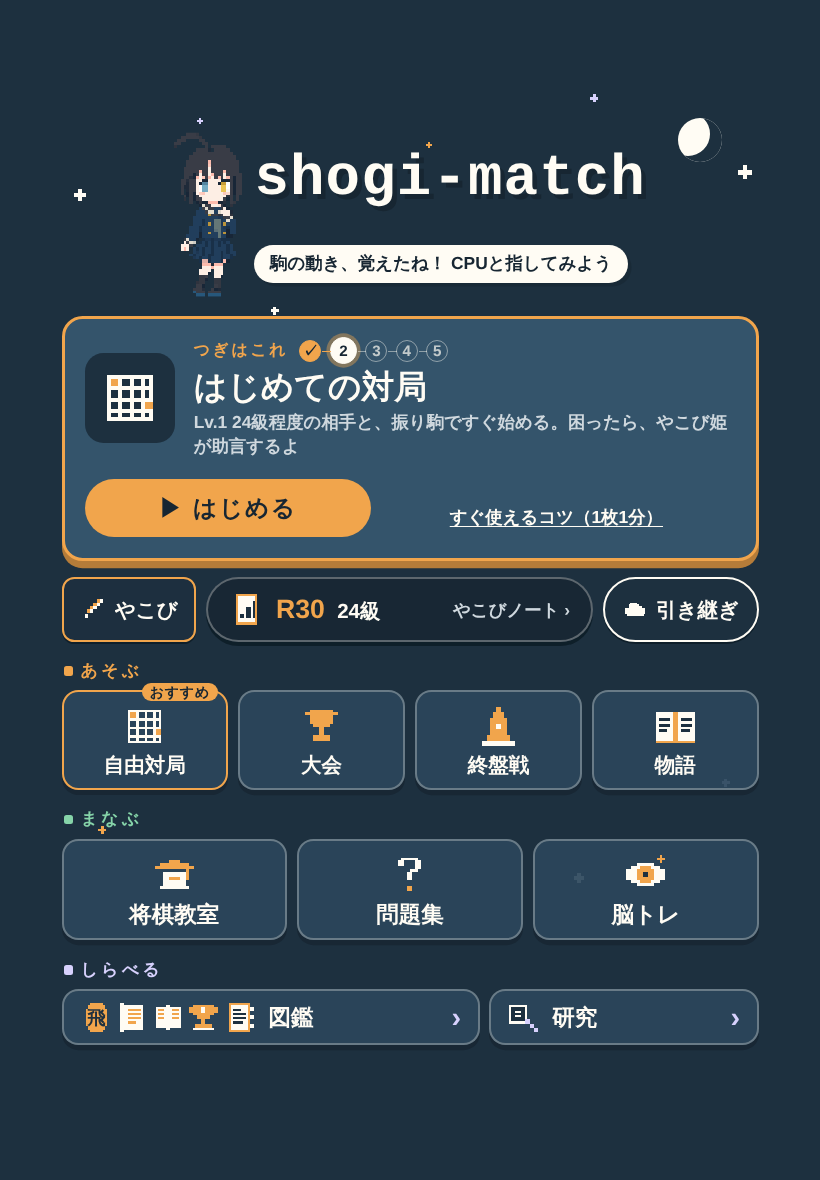 shogi-match
駒の動き、覚えたね！ CPUと指してみよう
つぎはこれ ✓ 2 3 4 5
はじめての対局
Lv.1 24級程度の相手と、振り駒ですぐ始める。困ったら、やこび姫
が助言するよ
▶ はじめる
すぐ使えるコツ（1枚1分）
やこび
R30 24級
やこびノート ›
引き継ぎ
あそぶ
おすすめ
自由対局
大会
終盤戦
物語
まなぶ
将棋教室
問題集
脳トレ
しらべる
飛
図鑑 ›
研究 ›